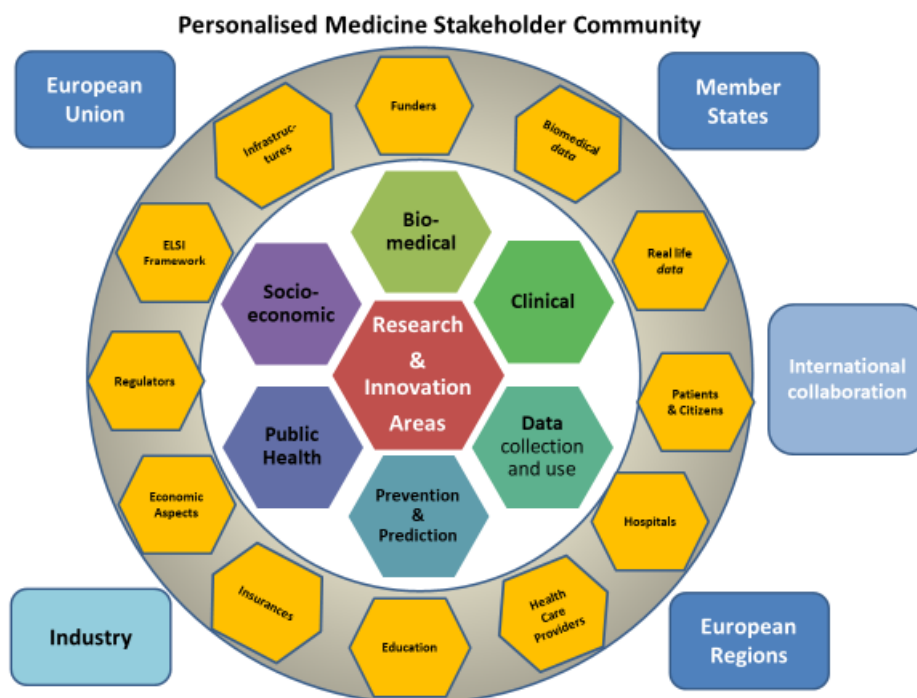 Personalised Medicine Stakeholder Community
European
Union
Member
States
Funders
Infrastruc-
tures
Biomedical
data
Bio-
medical
ELSI
Framework
Real life
data
Socio-
economic
Clinical
Research
&
Innovation
Areas
International
collaboration
Regulators
Patients
& Citizens
Public
Health
Data
collection
and use
Economic
Aspects
Prevention
&
Prediction
Hospitals
Insurances
Health
Care
Providers
Industry
Education
European
Regions